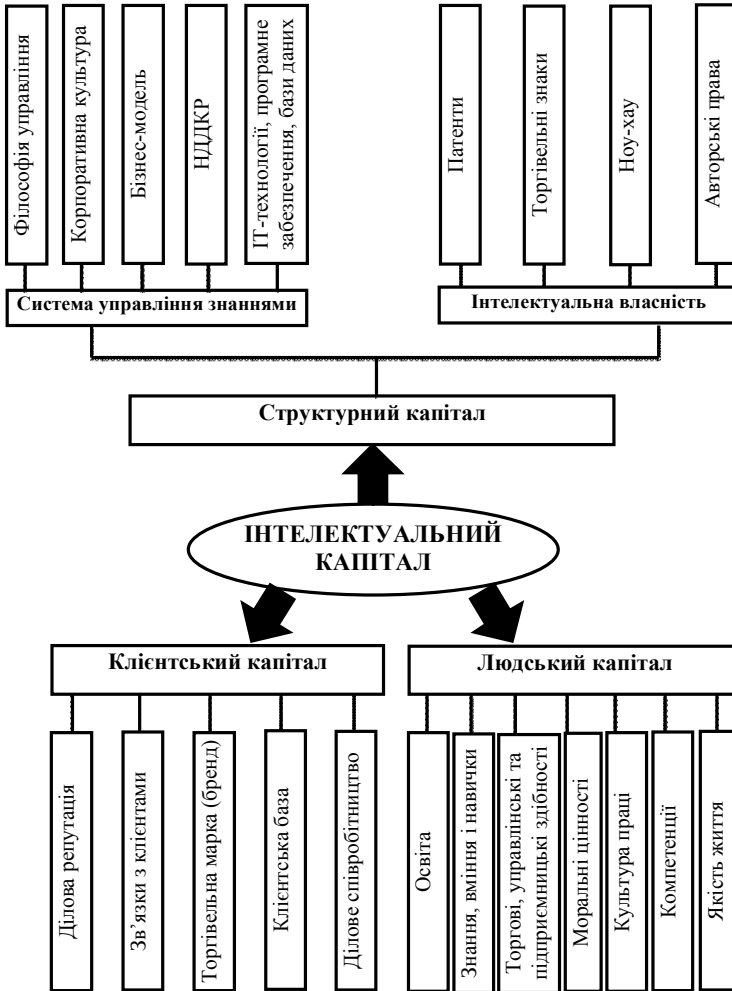 Філософія управління
Корпоративна культура
Бізнес-модель
НДДКР
ІТ-технології, програмне
забезпечення, бази даних
Патенти
Торгівельні знаки
Ноу-хау
Авторські права
Система управління знаннями
Інтелектуальна власність
Структурний капітал
ІНТЕЛЕКТУАЛЬНИЙ
КАПІТАЛ
Клієнтський капітал
Людський капітал
Ділова репутація
Зв’язки з клієнтами
Торгівельна марка (бренд)
Клієнтська база
Ділове співробітництво
Освіта
Знання, вміння і навички
Торгові, управлінські та
підприємницькі здібності
Моральні цінності
Культура праці
Компетенції
Якість життя